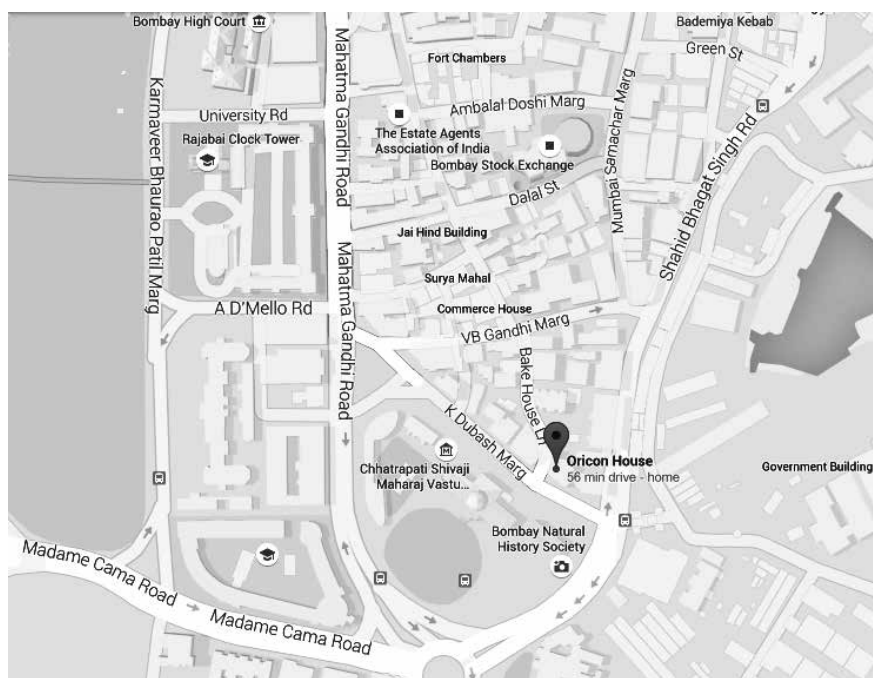 Bombay High Court
Bademiya Kebab
Green St
Fort Chambers
Mahatma Gandhi Road
Karmaveer Bhaurao Patil Marg
University Rd
Ambalal Doshi Marg
Mumbai Samachar Marg
Shahid Bhagat Singh Rd
Rajabai Clock Tower
The Estate Agents
Association of India
Bombay Stock Exchange
Dalal St
Jai Hind Building
Surya Mahal
Mahatma Gandhi Road
A D'Mello Rd
Commerce House
VB Gandhi Marg
Bake House Ln
K Dubash Marg
Oricon House
56 min drive - home
Government Building
Chhatrapati Shivaji
Maharaj Vastu...
Bombay Natural
History Society
Madame Cama Road
Madame Cama Road